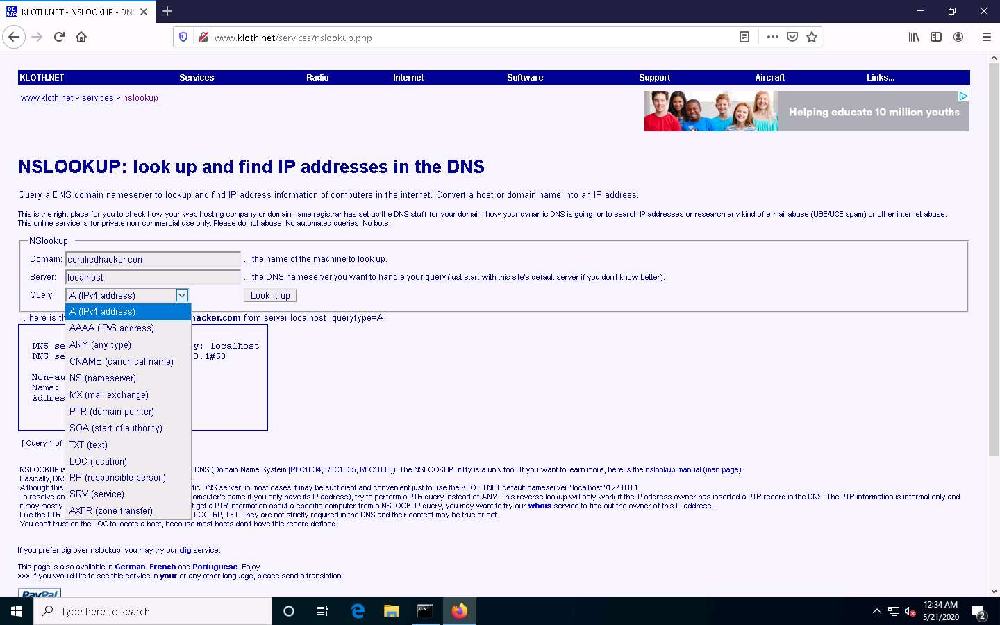 KLOTH.NET - NSLOOKUP - DNS
www.kloth.net/services/nslookup.php
KLOTH.NET Services Radio Internet Software Support Aircraft Links...
www.kloth.net > services > nslookup
Helping educate 10 million youths
NSLOOKUP: look up and find IP addresses in the DNS
Query a DNS domain nameserver to lookup and find IP address information of computers in the internet. Convert a host or domain name into an IP address.
This is the right place for you to check how your web hosting company or domain name registrar has set up the DNS stuff for your domain, how your dynamic DNS is going, or to search IP addresses or research any kind of e-mail abuse (UBE/UCE spam) or other internet abuse.
This online service is for private non-commercial use only. Please do not abuse. No automated queries. No bots.
NSlookup
Domain: certifiedhacker.com ... the name of the machine to look up.
Server: localhost ... the DNS nameserver you want to handle your query (just start with this site's default server if you don't know better).
Query: A (IPv4 address) Look it up
A (IPv4 address)
AAAA (IPv6 address)
ANY (any type)
CNAME (canonical name)
NS (nameserver)
MX (mail exchange)
PTR (domain pointer)
SOA (start of authority)
TXT (text)
LOC (location)
RP (responsible person)
SRV (service)
AXFR (zone transfer)
... here is th hacker.com from server localhost, querytype=A :
DNS se y: localhost
DNS se 0.1#53
Non-au
Name:
Addres
[ Query 1 of
NSLOOKUP is e DNS (Domain Name System [RFC1034, RFC1035, RFC1033]). The NSLOOKUP utility is a unix tool. If you want to learn more, here is the nslookup manual (man page).
Basically, DNS
Although this fic DNS server, in most cases it may be sufficient and convenient just to use the KLOTH.NET default nameserver "localhost"/127.0.0.1.
To resolve an computer's name if you only have its IP address), try to perform a PTR query instead of ANY. This reverse lookup will only work if the IP address owner has inserted a PTR record in the DNS. The PTR information is informal only and
it may mostly t get a PTR information about a specific computer from a NSLOOKUP query, you may want to try our whois service to find out the owner of this IP address.
Like the PTR, LOC, RP, TXT. They are not strictly required in the DNS and their content may be true or not.
You can't trust on the LOC to locate a host, because most hosts don't have this record defined.
If you prefer dig over nslookup, you may try our dig service.
This page is also available in German, French and Portuguese. Enjoy.
>>> If you would like to see this service in your or any other language, please send a translation.
PayPal
Type here to search
12:34 AM
5/21/2020
2